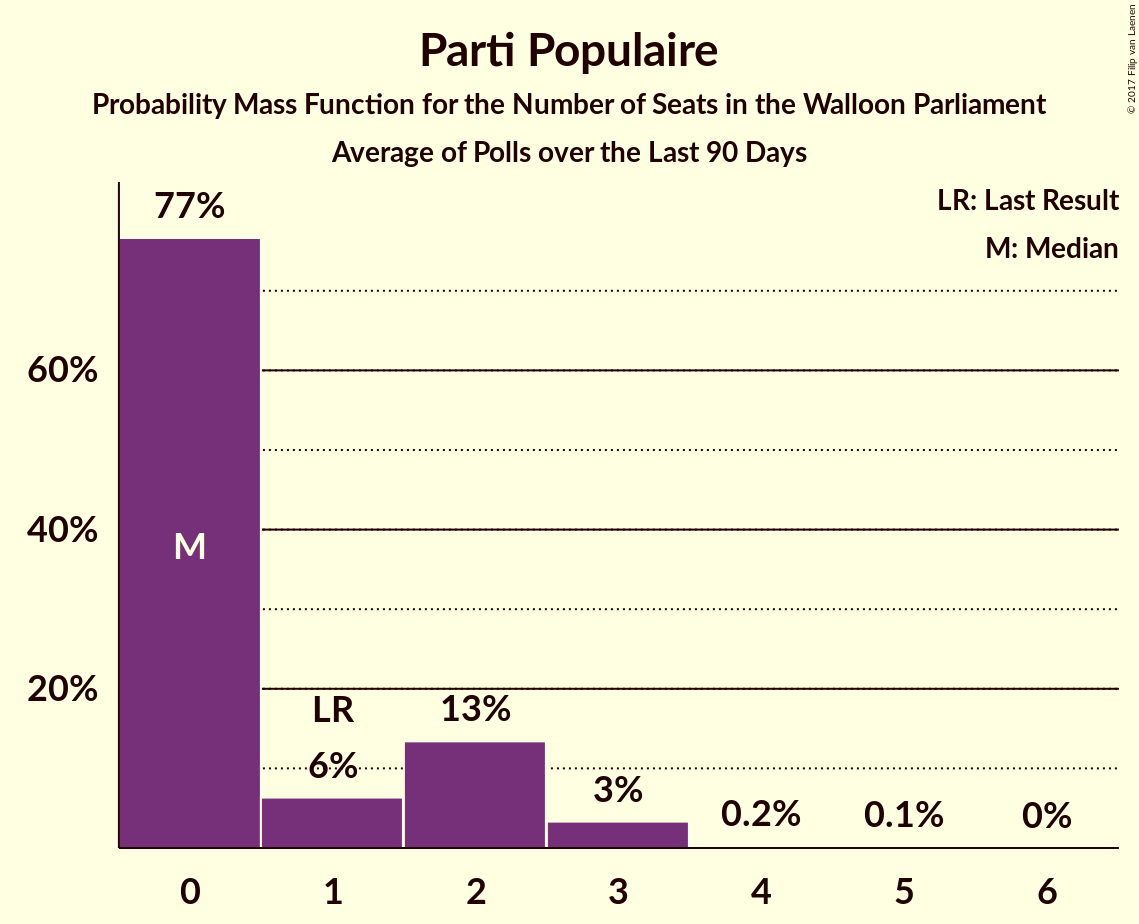 Parti Populaire
Probability Mass Function for the Number of Seats in the Walloon Parliament
Average of Polls over the Last 90 Days
© 2017 Filip van Laenen
LR: Last Result
M: Median
77%
60%
40%
20%
M
LR
6%
13%
3%
0.2%
0.1%
0%
0 1 2 3 4 5 6